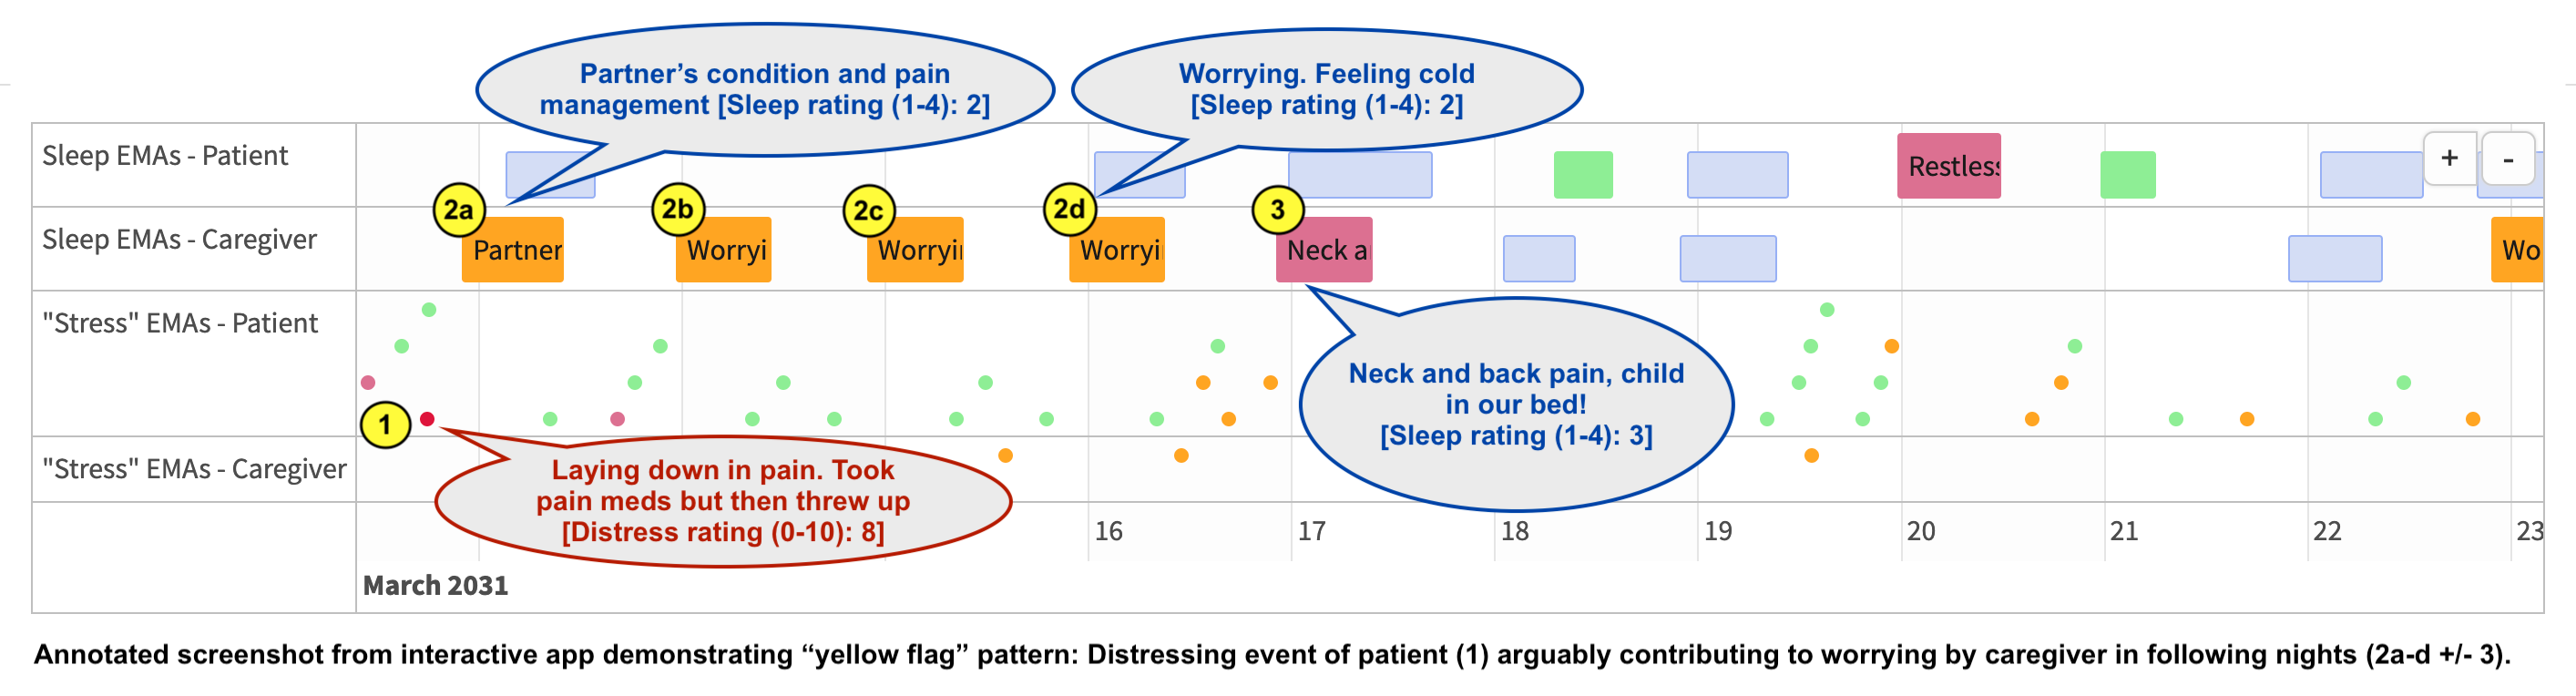 Partner’s condition and pain
management [Sleep rating (1-4): 2]
Worrying. Feeling cold
[Sleep rating (1-4): 2]
Sleep EMAs - Patient
Restless
+
-
2a
2b
2c
2d
3
Sleep EMAs - Caregiver
Partner
Worryi
Worryi
Worryi
Neck a
Wo
"Stress" EMAs - Patient
1
Neck and back pain, child
in our bed!
[Sleep rating (1-4): 3]
"Stress" EMAs - Caregiver
Laying down in pain. Took
pain meds but then threw up
[Distress rating (0-10): 8]
16
17
18
19
20
21
22
23
March 2031
Annotated screenshot from interactive app demonstrating “yellow flag” pattern: Distressing event of patient (1) arguably contributing to worrying by caregiver in following nights (2a-d +/- 3).